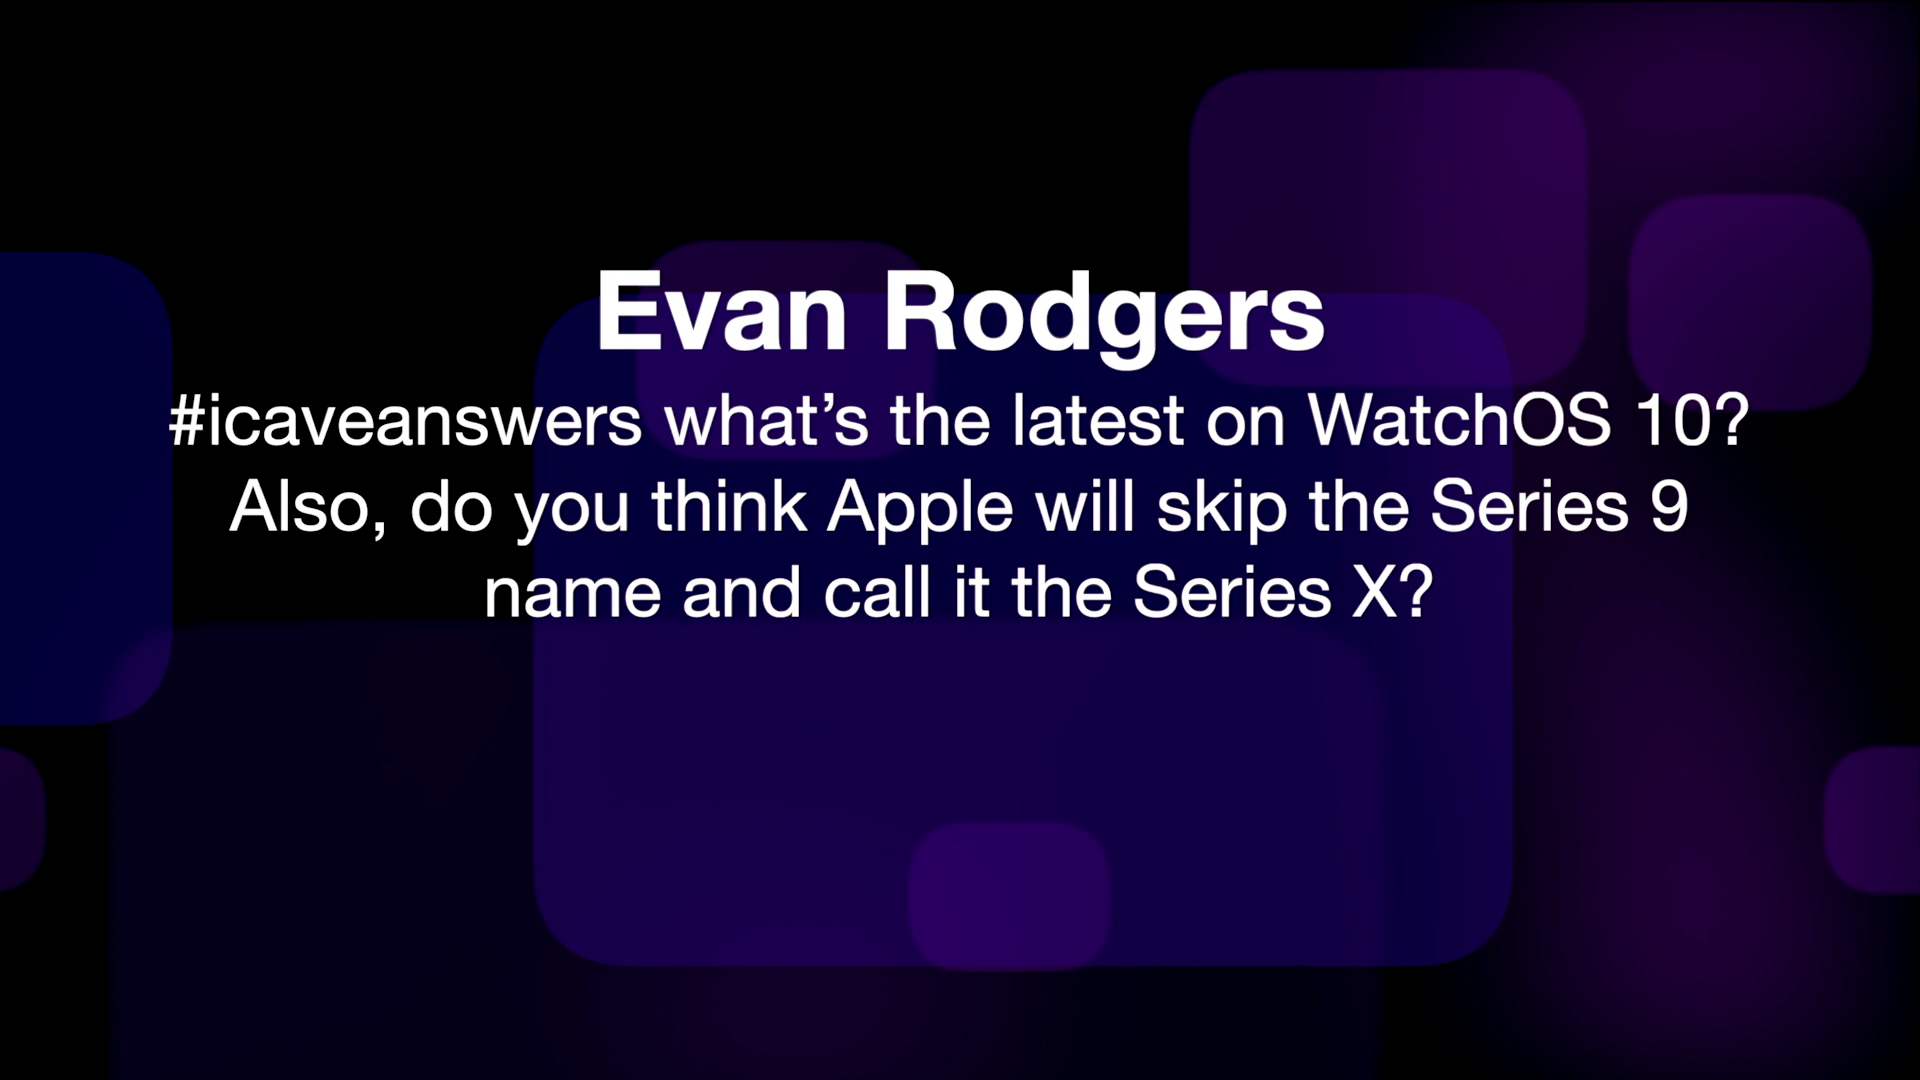 Evan Rodgers
#icaveanswers what’s the latest on WatchOS 10?
Also, do you think Apple will skip the Series 9
name and call it the Series X?